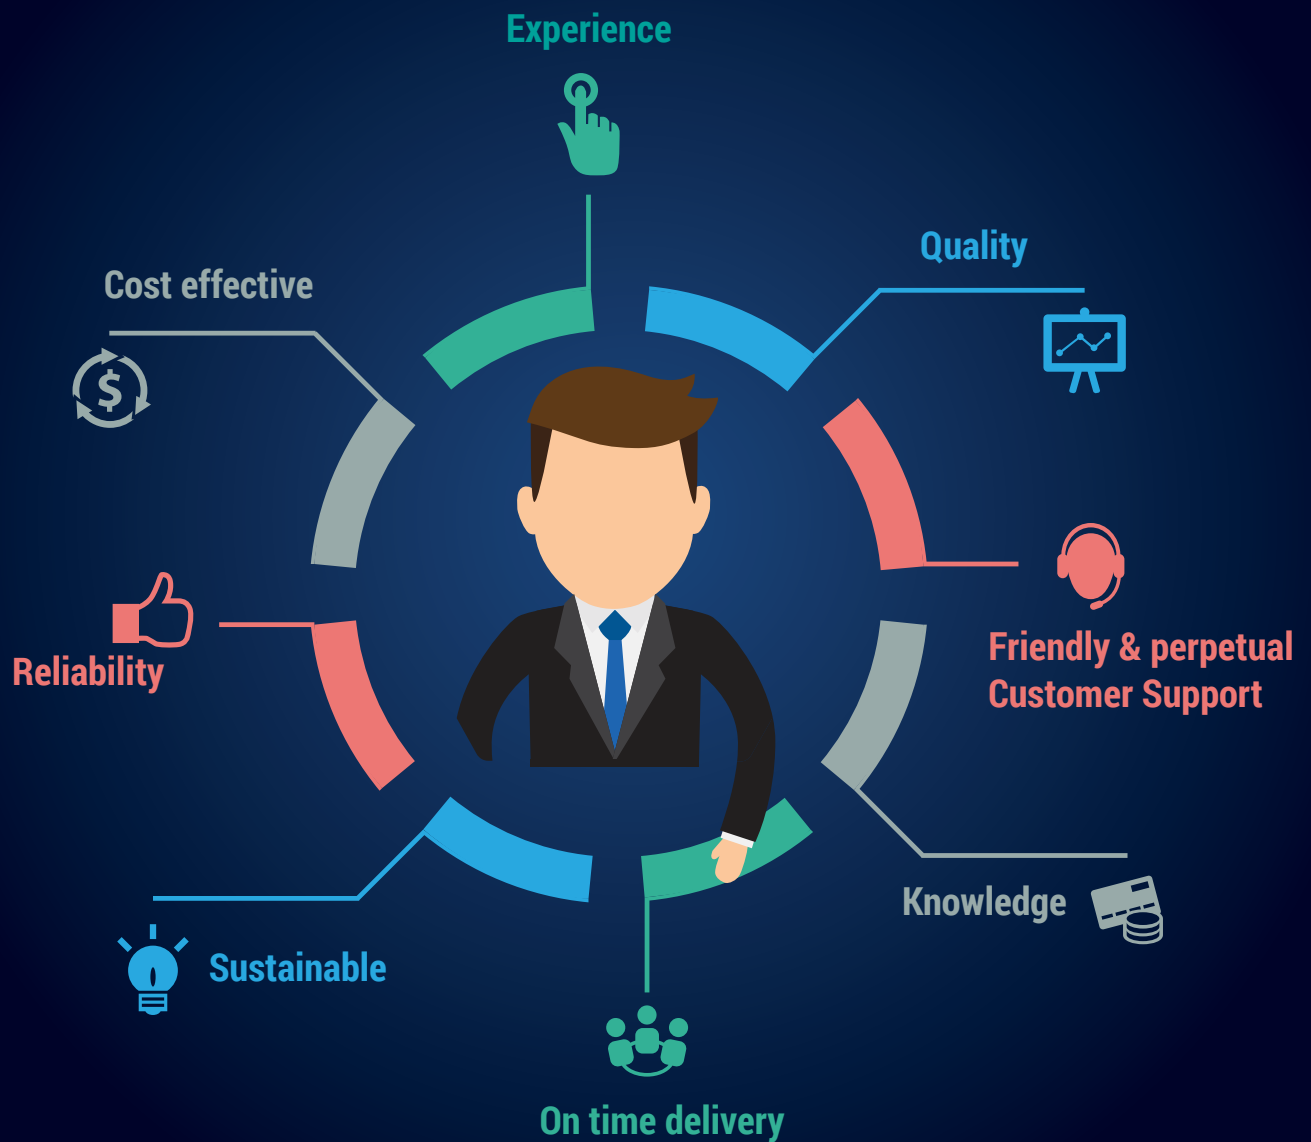 Experience
Quality
Cost effective
Friendly & perpetual
Customer Support
Reliability
Knowledge
Sustainable
On time delivery
$